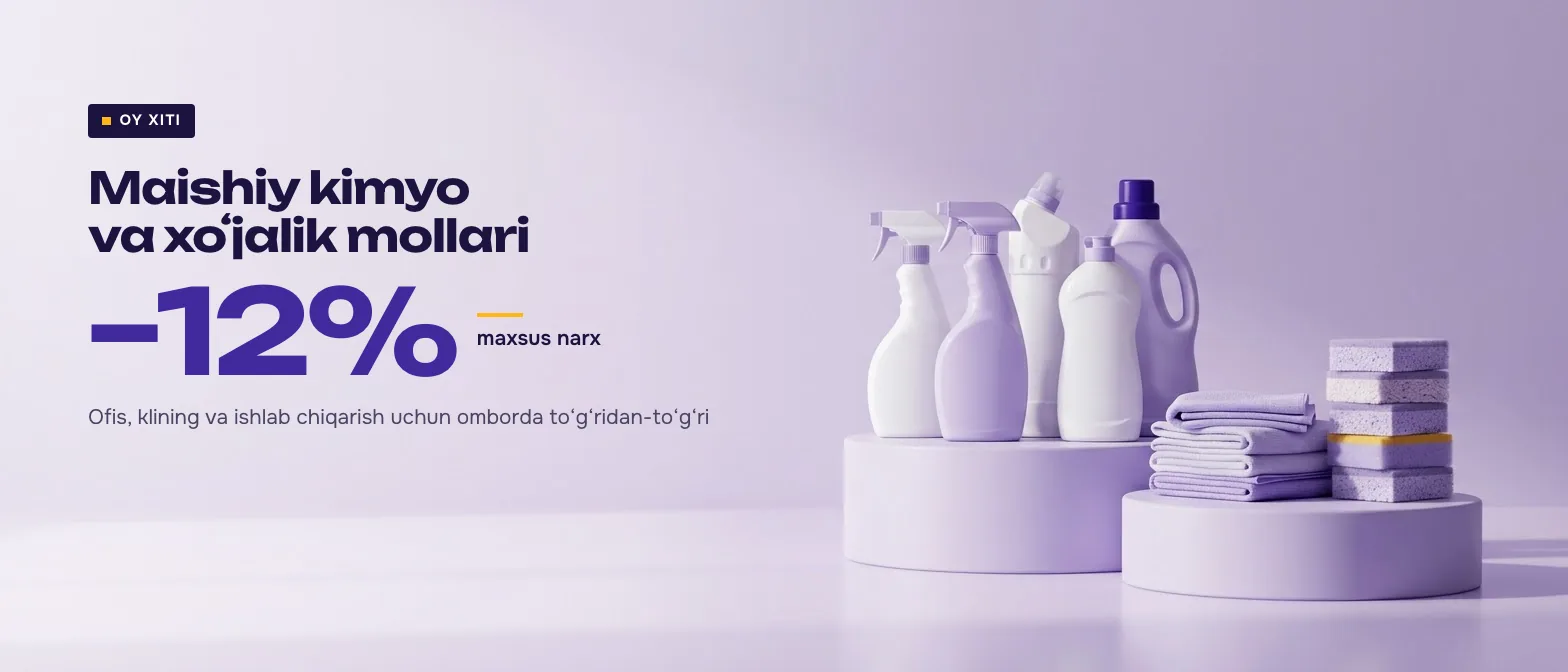 OY XITI
Maishiy kimyo
va xo‘jalik mollari
−12%
maxsus narx
Ofis, klining va ishlab chiqarish uchun omborda to‘g‘ridan-to‘g‘ri